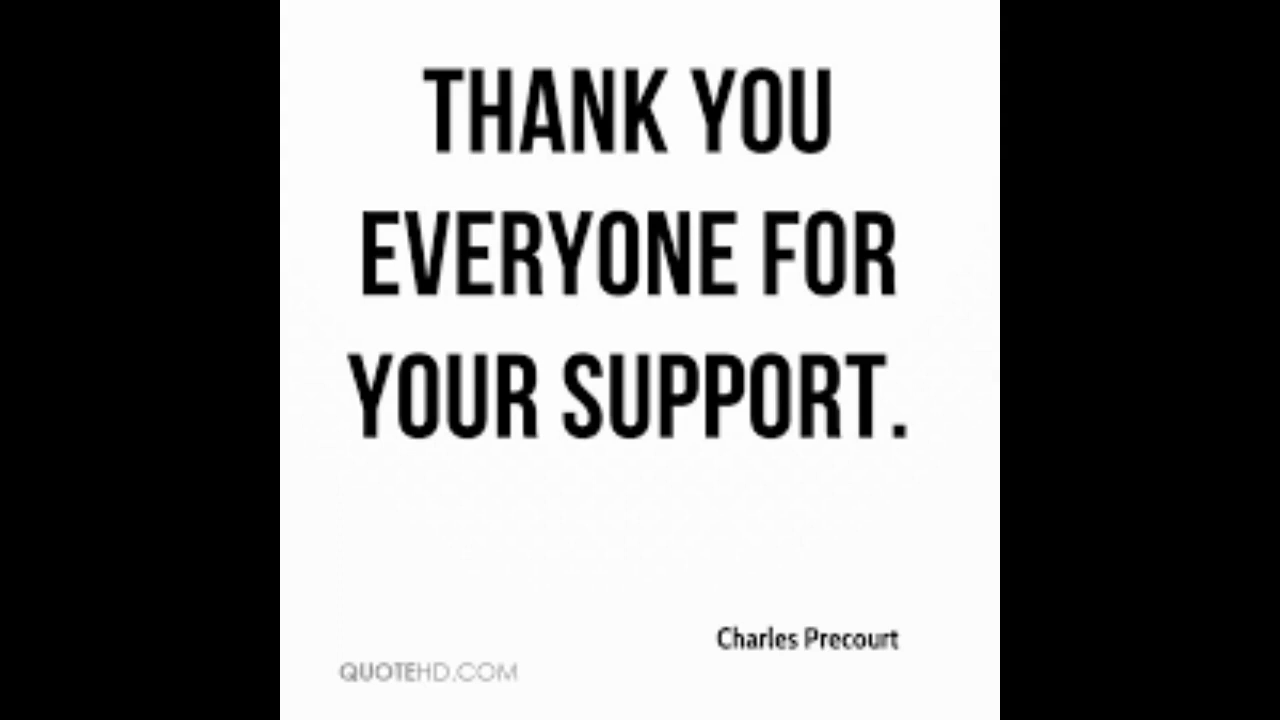 THANK YOU
EVERYONE FOR
YOUR SUPPORT.
Charles Precourt
QUOTEHD.COM